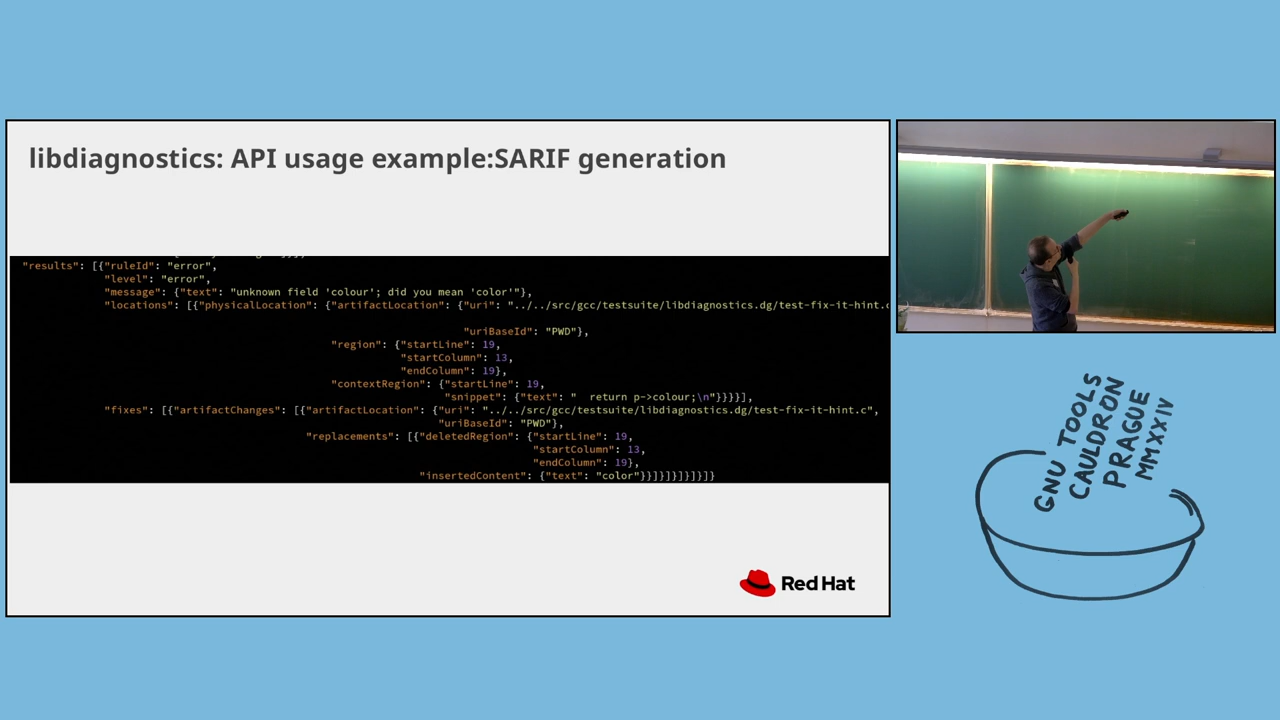 libdiagnostics: API usage example:SARIF generation
"results": [{"ruleId": "error",
"level": "error",
"message": {"text": "unknown field 'colour'; did you mean 'color'"},
"locations": [{"physicalLocation": {"artifactLocation": {"uri": "../../src/gcc/testsuite/libdiagnostics.dg/test-fix-it-hint.c
"uriBaseId": "PWD"},
"region": {"startLine": 19,
"startColumn": 13,
"endColumn": 19},
"contextRegion": {"startLine": 19,
"snippet": {"text": "  return p->colour;\n"}}}],
"fixes": [{"artifactChanges": [{"artifactLocation": {"uri": "../../src/gcc/testsuite/libdiagnostics.dg/test-fix-it-hint.c",
"uriBaseId": "PWD"},
"replacements": [{"deletedRegion": {"startLine": 19,
"startColumn": 13,
"endColumn": 19},
"insertedContent": {"text": "color"}}]}]}]}]}
Red Hat
GNU TOOLS
CAULDRON
PRAGUE
MMXXIV